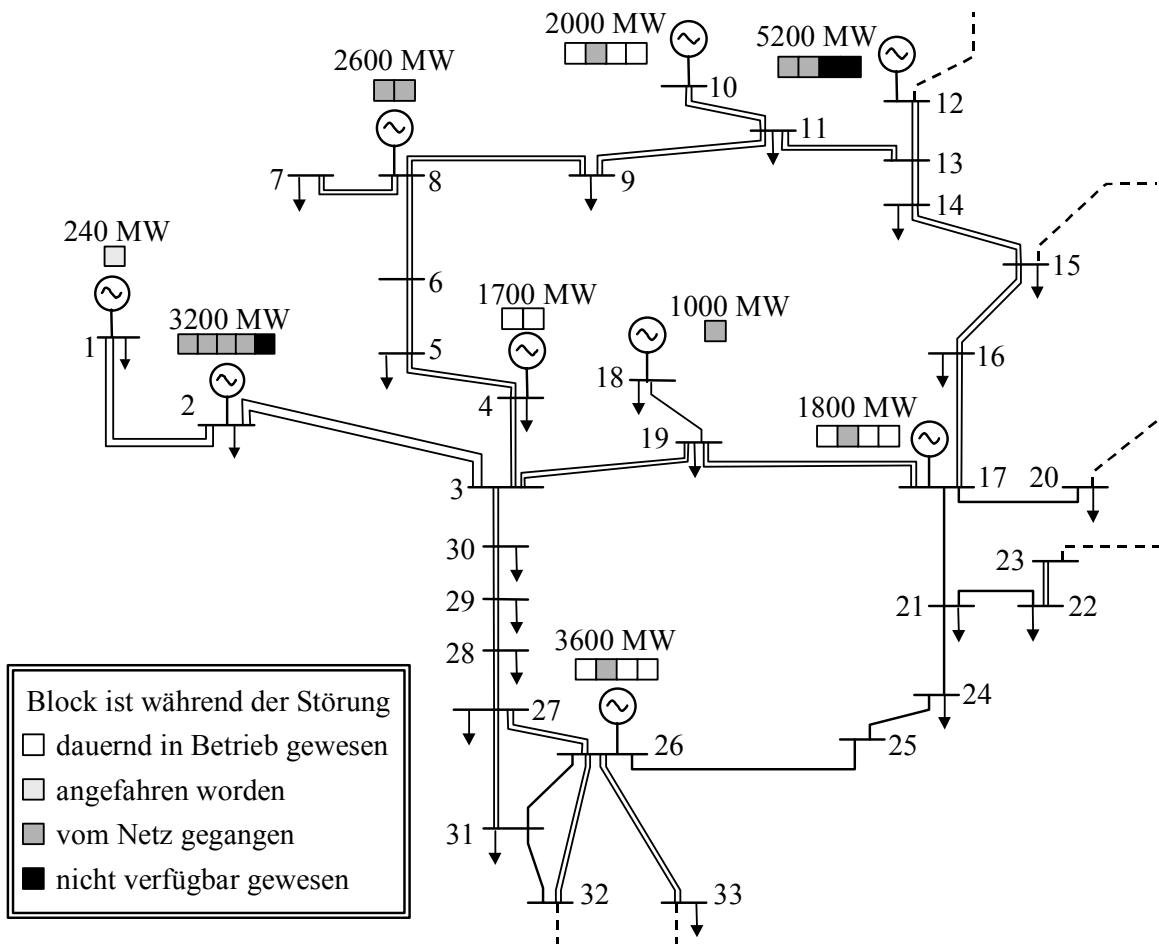 2000 MW
5200 MW
2600 MW
10
12
11
13
7
8
9
14
240 MW
15
6
1700 MW
1000 MW
3200 MW
1
5
16
18
2
4
1800 MW
19
3
17
20
30
23
29
21
22
28
3600 MW
24
27
25
26
31
32
33
Block ist während der Störung
dauernd in Betrieb gewesen
angefahren worden
vom Netz gegangen
nicht verfügbar gewesen